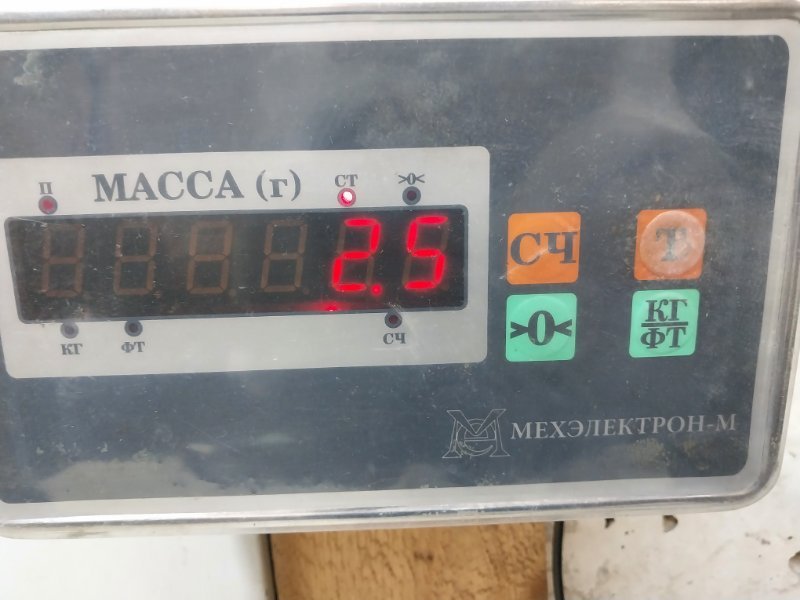 П МАССА (г) СТ >0<
2.5
КГ ФТ СЧ
СЧ Т
>0< КГ/ФТ
МЕХЭЛЕКТРОН-М